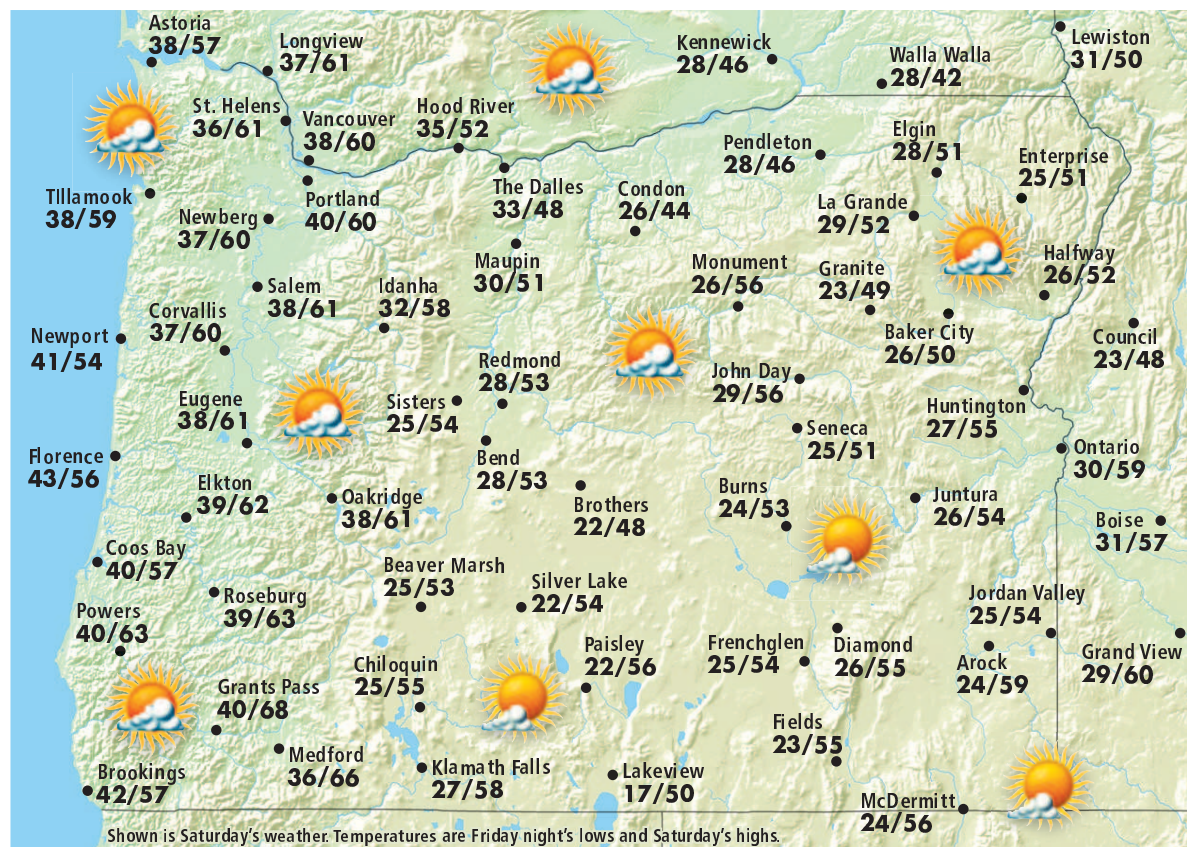 Astoria
38/57
Longview
37/61
Kennewick
28/46
Walla Walla
28/42
Lewiston
31/50
St. Helens
36/61
Vancouver
38/60
Hood River
35/52
Pendleton
28/46
Elgin
28/51
Enterprise
25/51
TIllamook
38/59
Newberg
37/60
Portland
40/60
The Dalles
33/48
Condon
26/44
La Grande
29/52
Maupin
30/51
Monument
26/56
Granite
23/49
Halfway
26/52
Salem
38/61
Idanha
32/58
Corvallis
37/60
Newport
41/54
Baker City
26/50
Council
23/48
Redmond
28/53
John Day
29/56
Eugene
38/61
Sisters
25/54
Huntington
27/55
Seneca
25/51
Florence
43/56
Bend
28/53
Ontario
30/59
Elkton
39/62
Oakridge
38/61
Brothers
22/48
Burns
24/53
Juntura
26/54
Boise
31/57
Coos Bay
40/57
Beaver Marsh
25/53
Silver Lake
22/54
Roseburg
39/63
Powers
40/63
Jordan Valley
25/54
Paisley
22/56
Frenchglen
25/54
Diamond
26/55
Arock
24/59
Grand View
29/60
Chiloquin
25/55
Grants Pass
40/68
Fields
23/55
Medford
36/66
Brookings
42/57
Klamath Falls
27/58
Lakeview
17/50
McDermitt
24/56
Shown is Saturday's weather. Temperatures are Friday night's lows and Saturday's highs.